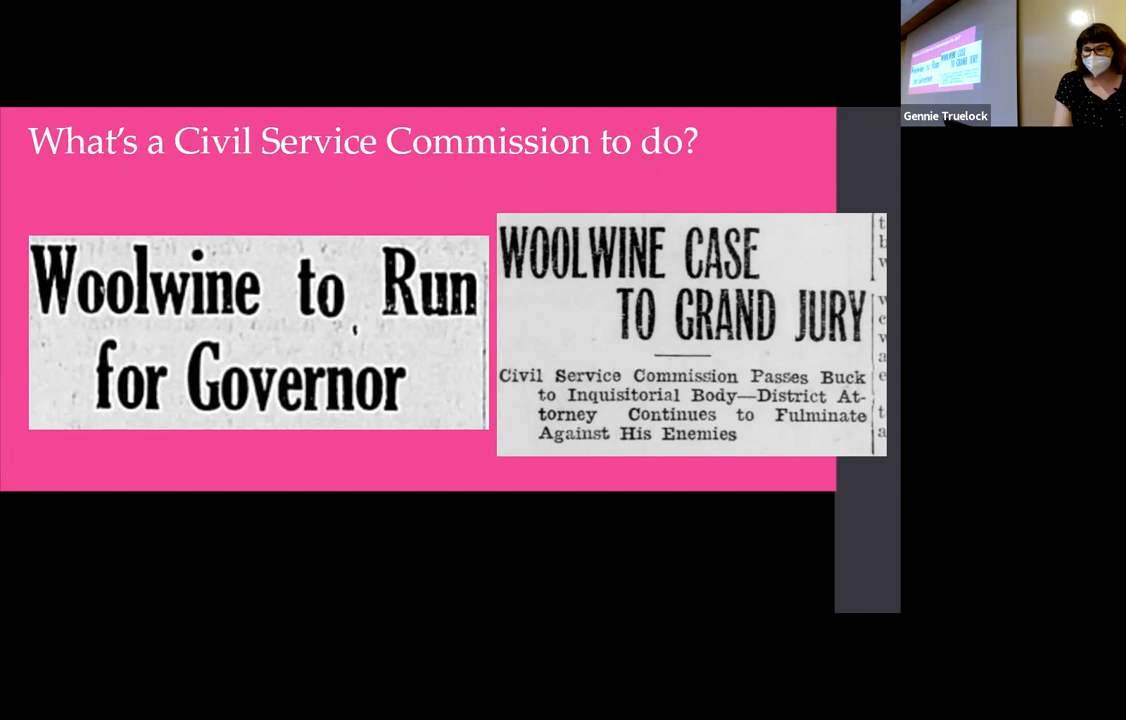 What's a Civil Service Commission to do?
Woolwine to Run
for Governor
WOOLWINE CASE
TO GRAND JURY
Civil Service Commission Passes Buck
to Inquisitorial Body—District At-
torney Continues to Fulminate
Against His Enemies
Gennie Truelock